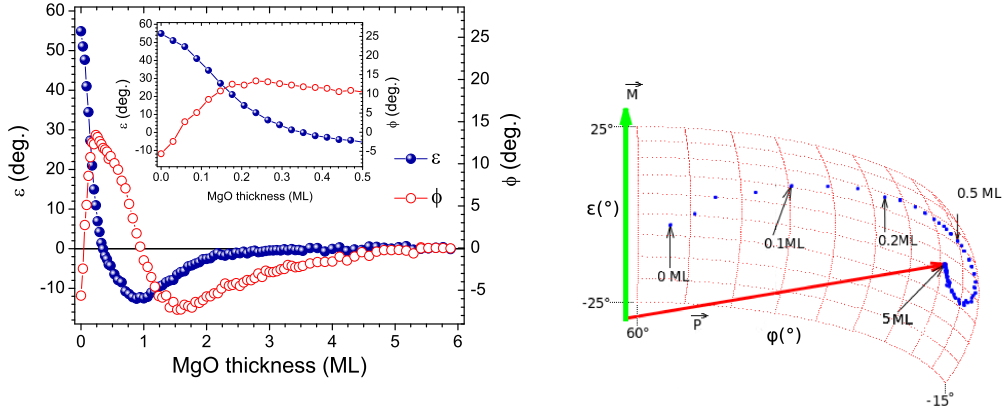 60
50
40
30
20
10
0
-10
ε (deg.)
0 1 2 3 4 5 6
MgO thickness (ML)
25
20
15
10
5
0
-5
ϕ (deg.)
ε
ϕ
60
50
40
30
20
10
0
-10
ε (deg.)
0.0 0.1 0.2 0.3 0.4 0.5
MgO thickness (ML)
25
20
15
10
5
0
-5
ϕ (deg.)
M
25°
ε(°)
-25°
60°
P
φ(°)
-15°
0 ML
0.1ML
0.2ML
0.5 ML
5ML